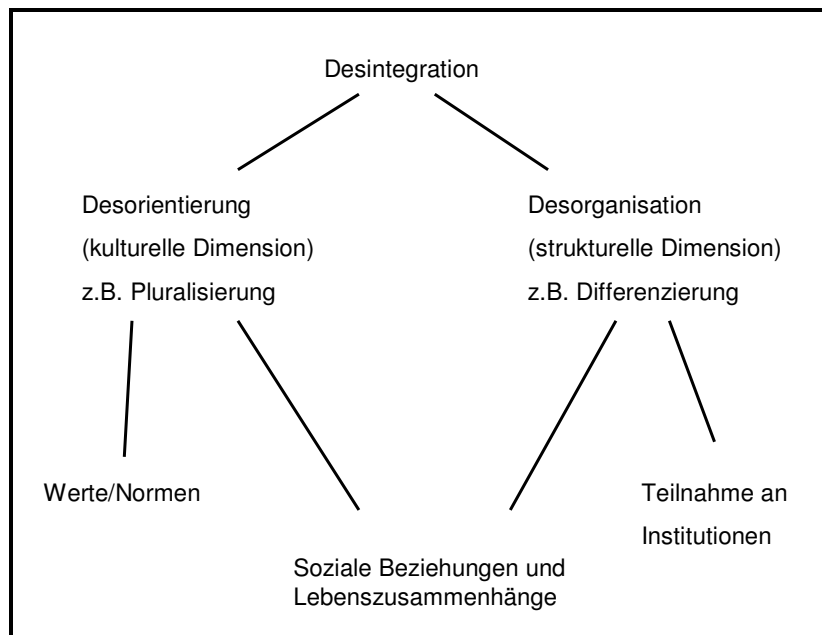 Desintegration
Desorientierung
(kulturelle Dimension)
z.B. Pluralisierung
Desorganisation
(strukturelle Dimension)
z.B. Differenzierung
Werte/Normen
Soziale Beziehungen und
Lebenszusammenhänge
Teilnahme an
Institutionen